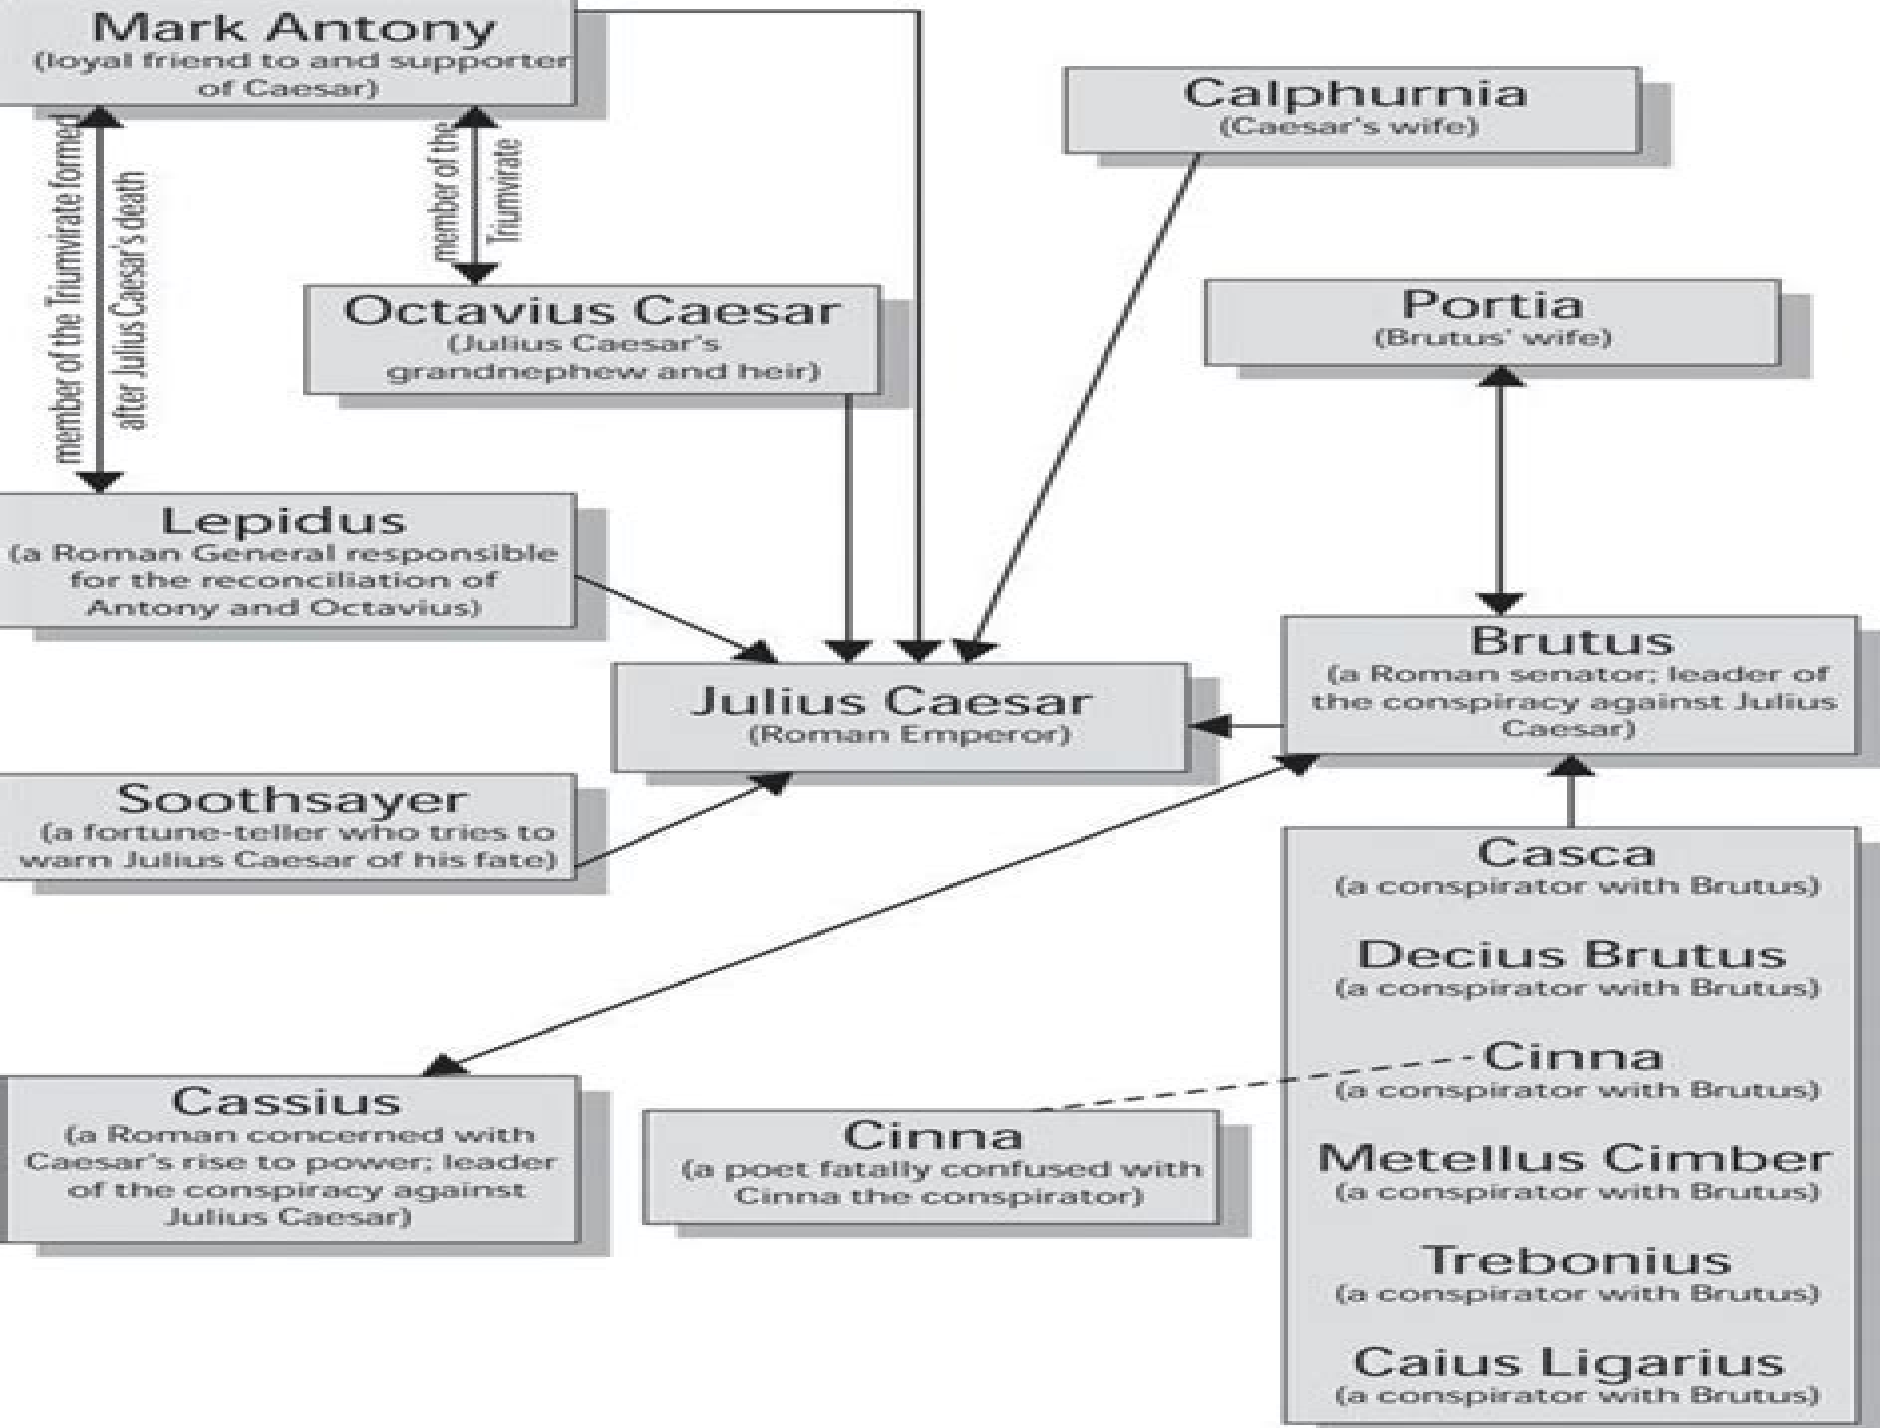 Mark Antony
(loyal friend to and supporter
of Caesar)
Calphurnia
(Caesar's wife)
member of the Triumvirate formed
after Julius Caesar's death
member of the
Triumvirate
Octavius Caesar
(Julius Caesar's
grandnephew and heir)
Portia
(Brutus' wife)
Lepidus
(a Roman General responsible
for the reconciliation of
Antony and Octavius)
Julius Caesar
(Roman Emperor)
Brutus
(a Roman senator; leader of
the conspiracy against Julius
Caesar)
Soothsayer
(a fortune-teller who tries to
warn Julius Caesar of his fate)
Casca
(a conspirator with Brutus)
Decius Brutus
(a conspirator with Brutus)
Cinna
(a conspirator with Brutus)
Metellus Cimber
(a conspirator with Brutus)
Trebonius
(a conspirator with Brutus)
Caius Ligarius
(a conspirator with Brutus)
Cassius
(a Roman concerned with
Caesar's rise to power; leader
of the conspiracy against
Julius Caesar)
Cinna
(a poet fatally confused with
Cinna the conspirator)